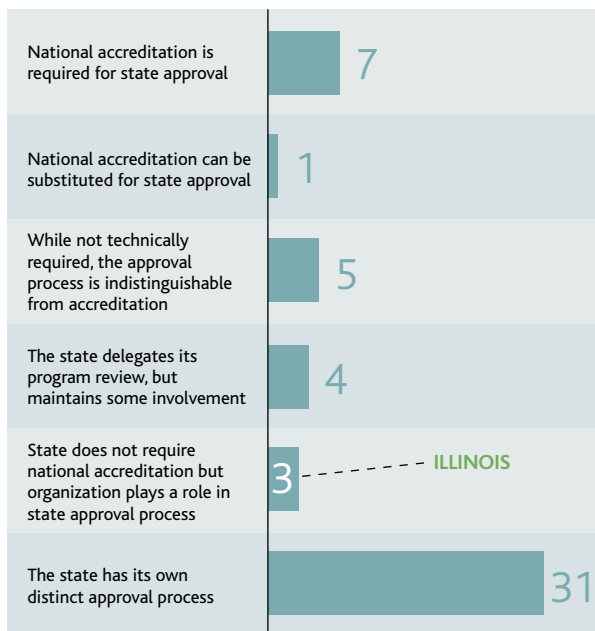 National accreditation is
required for state approval
7
National accreditation can be
substituted for state approval
1
While not technically
required, the approval
process is indistinguishable
from accreditation
5
The state delegates its
program review, but
maintains some involvement
4
State does not require
national accreditation but
organization plays a role in
state approval process
3
ILLINOIS
The state has its own
distinct approval process
31